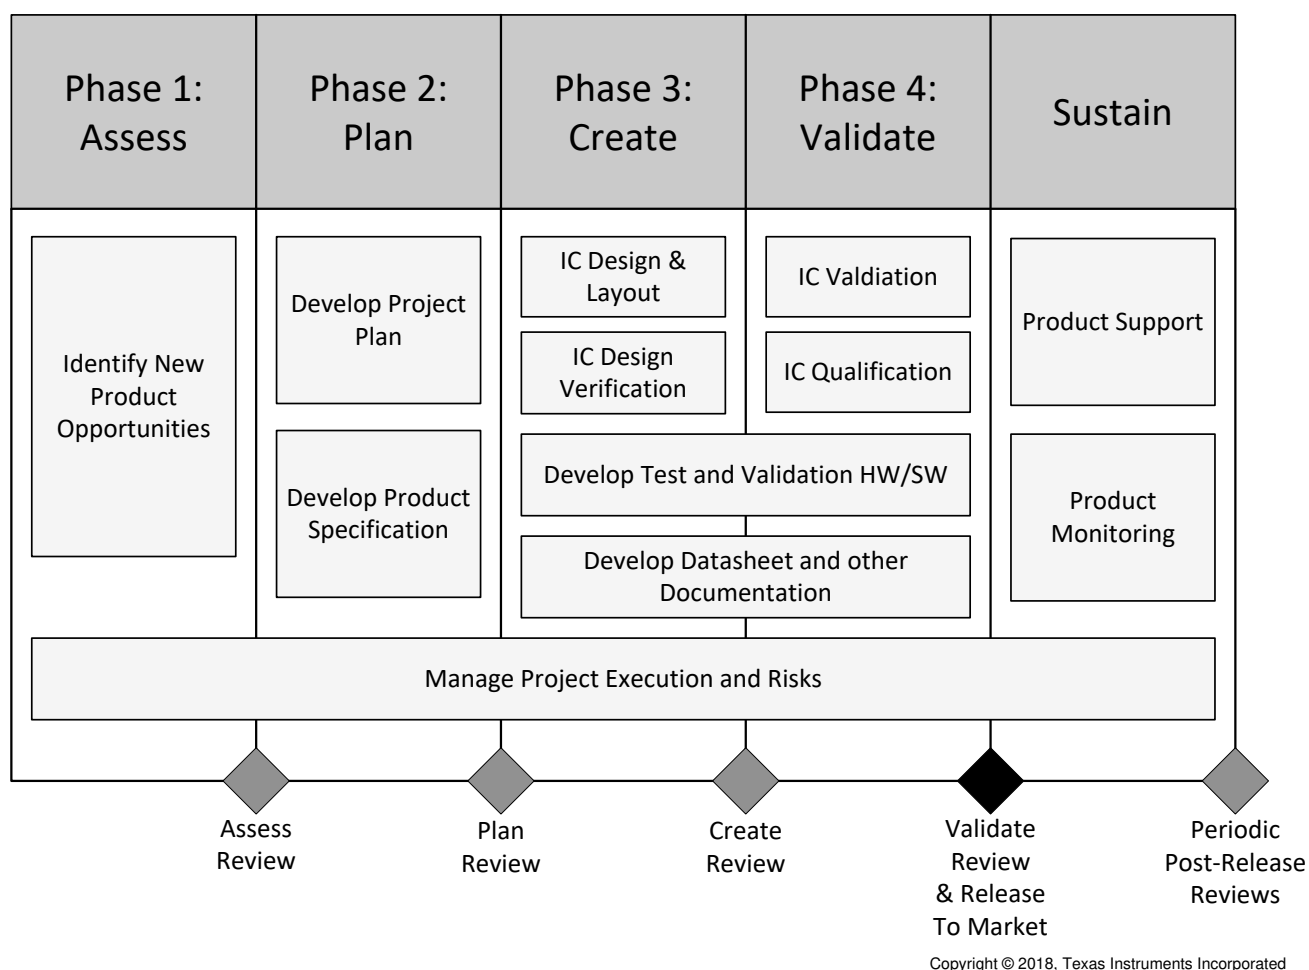 Phase 1:
Assess
Phase 2:
Plan
Phase 3:
Create
Phase 4:
Validate
Sustain
Identify New
Product
Opportunities
Develop Project
Plan
Develop Product
Specification
IC Design &
Layout
IC Design
Verification
IC Valdiation
IC Qualification
Develop Test and Validation HW/SW
Develop Datasheet and other
Documentation
Product Support
Product
Monitoring
Manage Project Execution and Risks
Assess
Review
Plan
Review
Create
Review
Validate
Review
& Release
To Market
Periodic
Post-Release
Reviews
Copyright © 2018, Texas Instruments Incorporated